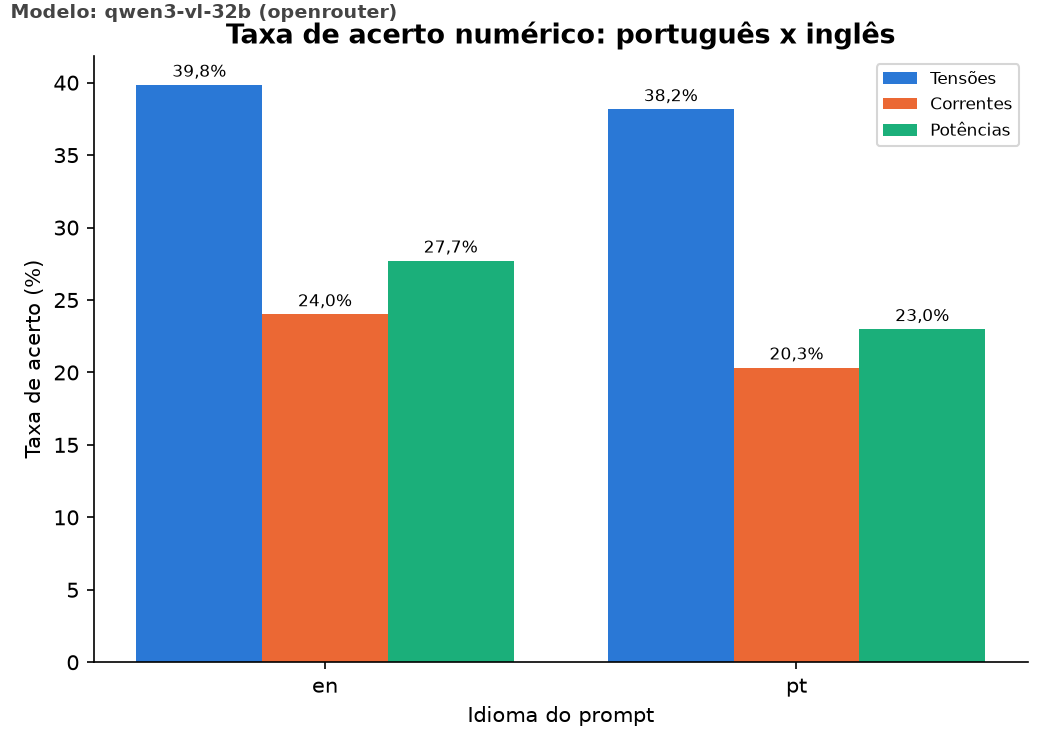 Modelo: qwen3-vl-32b (openrouter)
Taxa de acerto numérico: português x inglês
Tensões
Correntes
Potências
39,8%
24,0%
27,7%
38,2%
20,3%
23,0%
Taxa de acerto (%)
40
35
30
25
20
15
10
5
0
en
pt
Idioma do prompt